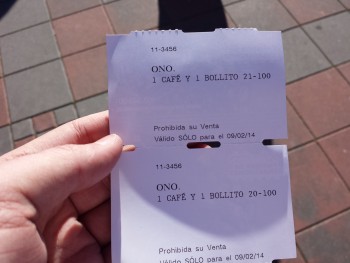 11-3456
ONO.
1 CAFÉ Y 1 BOLLITO 21-100
Prohibida su Venta
Válido SÓLO para el 09/02/14
11-3456
ONO.
1 CAFÉ Y 1 BOLLITO 20-100
Prohibida su Venta
Válido SÓLO para el 09/02/14